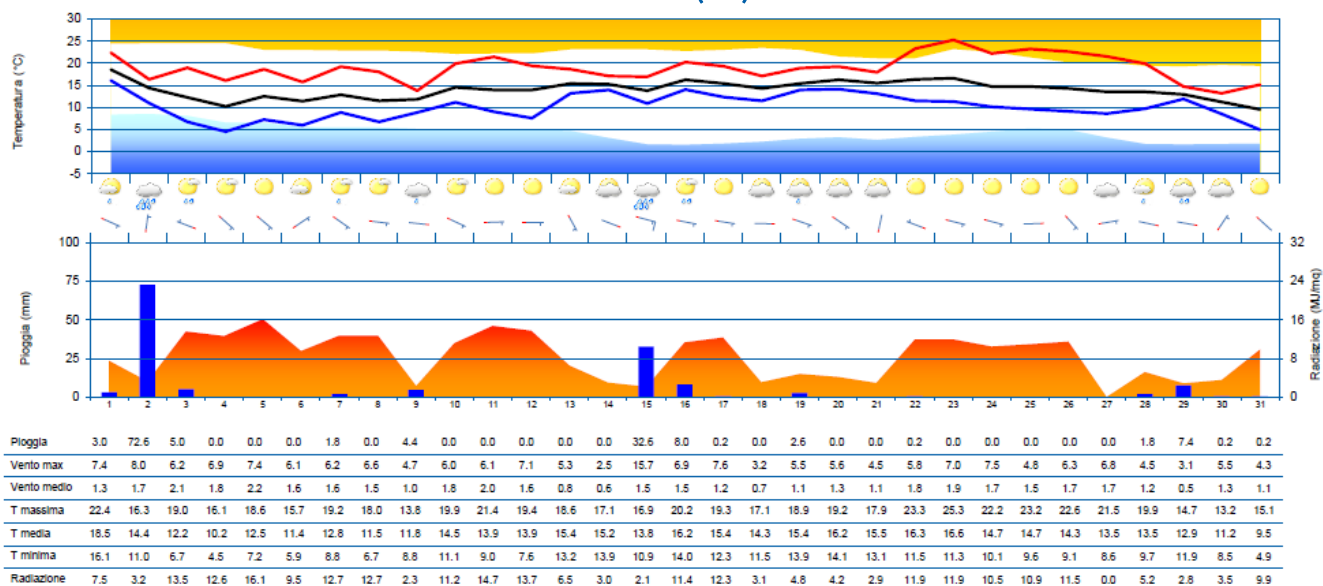 30
25
20
15
10
5
0
-5
Temperatura (°C)
100
75
50
25
0
Pioggia (mm)
32
24
16
8
0
Radiazione (MJ/mq)
1 2 3 4 5 6 7 8 9 10 11 12 13 14 15 16 17 18 19 20 21 22 23 24 25 26 27 28 29 30 31
Pioggia 3.0 72.6 5.0 0.0 0.0 0.0 1.8 0.0 4.4 0.0 0.0 0.0 0.0 0.0 32.6 8.0 0.2 0.0 2.6 0.0 0.0 0.2 0.0 0.0 0.0 0.0 0.0 1.8 7.4 0.2 0.2
Vento max 7.4 8.0 6.2 6.9 7.4 6.1 6.2 6.6 4.7 6.0 6.1 7.1 5.3 2.5 15.7 6.9 7.6 3.2 5.5 5.6 4.5 5.8 7.0 7.5 4.8 6.3 6.8 4.5 3.1 5.5 4.3
Vento medio 1.3 1.7 2.1 1.8 2.2 1.6 1.6 1.5 1.0 1.8 2.0 1.6 0.8 0.6 1.5 1.5 1.2 0.7 1.1 1.3 1.1 1.8 1.9 1.7 1.5 1.7 1.7 1.2 0.5 1.3 1.1
T massima 22.4 16.3 19.0 16.1 18.6 15.7 19.2 18.0 13.8 19.9 21.4 19.4 18.6 17.1 16.9 20.2 19.3 17.1 18.9 19.2 17.9 23.3 25.3 22.2 23.2 22.6 21.5 19.9 14.7 13.2 15.1
T media 18.5 14.4 12.2 10.2 12.5 11.4 12.8 11.5 11.8 14.5 13.9 13.9 15.4 15.2 13.8 16.2 15.4 14.3 15.4 16.2 15.5 16.3 16.6 14.7 14.7 14.3 13.5 13.5 12.9 11.2 9.5
T minima 16.1 11.0 6.7 4.5 7.2 5.9 8.8 6.7 8.8 11.1 9.0 7.6 13.2 13.9 10.9 14.0 12.3 11.5 13.9 14.1 13.1 11.5 11.3 10.1 9.6 9.1 8.6 9.7 11.9 8.5 4.9
Radiazione 7.5 3.2 13.5 12.6 16.1 9.5 12.7 12.7 2.3 11.2 14.7 13.7 6.5 3.0 2.1 11.4 12.3 3.1 4.8 4.2 2.9 11.9 11.9 10.5 10.9 11.5 0.0 5.2 2.8 3.5 9.9